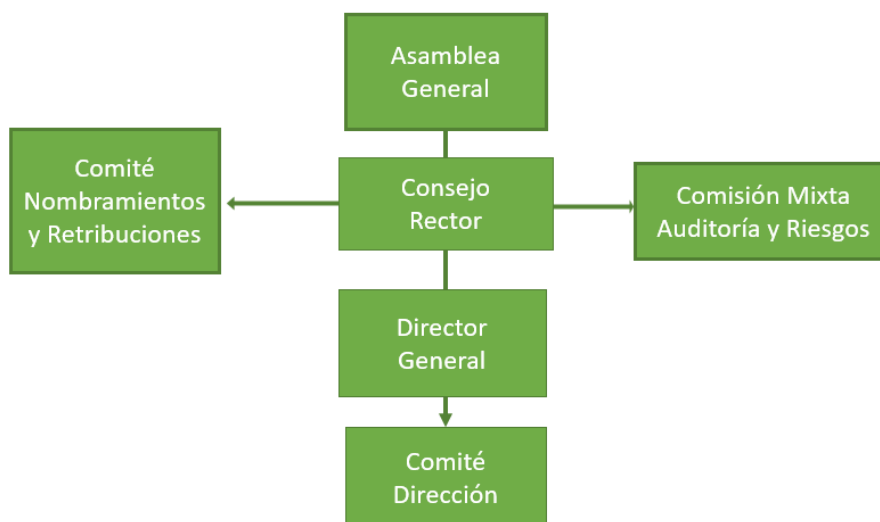 Asamblea
General
Comité
Nombramientos
y Retribuciones
Consejo
Rector
Comisión Mixta
Auditoría y Riesgos
Director
General
Comité
Dirección